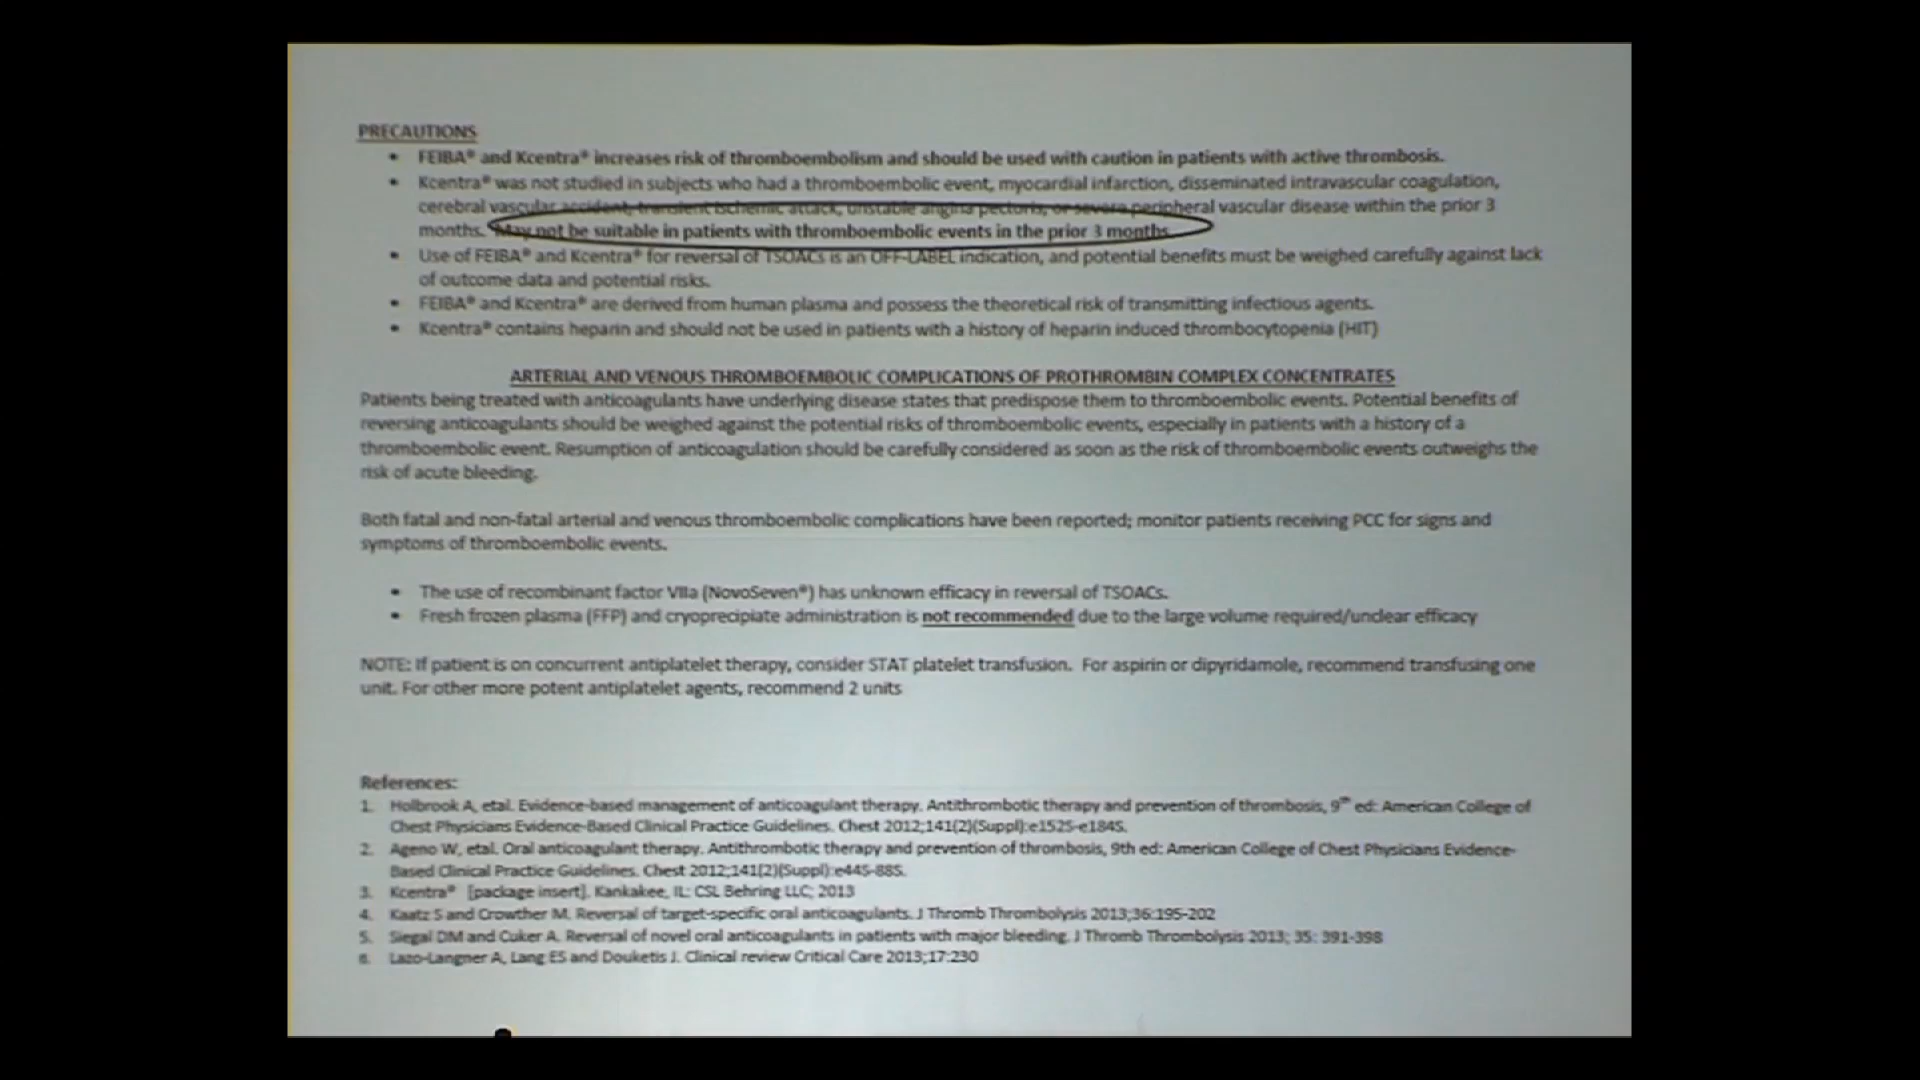 PRECAUTIONS
• FEIBA® and Kcentra® increases risk of thromboembolism and should be used with caution in patients with active thrombosis.
• Kcentra® was not studied in subjects who had a thromboembolic event, myocardial infarction, disseminated intravascular coagulation,
cerebral vascular accident, transient ischemic attack, unstable angina pectoris, or severe peripheral vascular disease within the prior 3
months. May not be suitable in patients with thromboembolic events in the prior 3 months.
• Use of FEIBA® and Kcentra® for reversal of TSOACs is an OFF-LABEL indication, and potential benefits must be weighed carefully against lack
of outcome data and potential risks.
• FEIBA® and Kcentra® are derived from human plasma and possess the theoretical risk of transmitting infectious agents.
• Kcentra® contains heparin and should not be used in patients with a history of heparin induced thrombocytopenia (HIT)
ARTERIAL AND VENOUS THROMBOEMBOLIC COMPLICATIONS OF PROTHROMBIN COMPLEX CONCENTRATES
Patients being treated with anticoagulants have underlying disease states that predispose them to thromboembolic events. Potential benefits of
reversing anticoagulants should be weighed against the potential risks of thromboembolic events, especially in patients with a history of a
thromboembolic event. Resumption of anticoagulation should be carefully considered as soon as the risk of thromboembolic events outweighs the
risk of acute bleeding.
Both fatal and non-fatal arterial and venous thromboembolic complications have been reported; monitor patients receiving PCC for signs and
symptoms of thromboembolic events.
• The use of recombinant factor VIIa (NovoSeven®) has unknown efficacy in reversal of TSOACs.
• Fresh frozen plasma (FFP) and cryoprecipiate administration is not recommended due to the large volume required/unclear efficacy
NOTE: If patient is on concurrent antiplatelet therapy, consider STAT platelet transfusion. For aspirin or dipyridamole, recommend transfusing one
unit. For other more potent antiplatelet agents, recommend 2 units
References:
1. Holbrook A, etal. Evidence-based management of anticoagulant therapy. Antithrombotic therapy and prevention of thrombosis, 9th ed: American College of
Chest Physicians Evidence-Based Clinical Practice Guidelines. Chest 2012;141(2)(Suppl):e152S-e184S.
2. Ageno W, etal. Oral anticoagulant therapy. Antithrombotic therapy and prevention of thrombosis, 9th ed: American College of Chest Physicians Evidence-
Based Clinical Practice Guidelines. Chest 2012;141(2)(Suppl):e44S-88S.
3. Kcentra® [package insert]. Kankakee, IL: CSL Behring LLC; 2013
4. Kaatz S and Crowther M. Reversal of target-specific oral anticoagulants. J Thromb Thrombolysis 2013;36:195-202
5. Siegal DM and Cuker A. Reversal of novel oral anticoagulants in patients with major bleeding. J Thromb Thrombolysis 2013; 35: 391-398
6. Lazo-Langner A, Lang ES and Douketis J. Clinical review Critical Care 2013;17:230